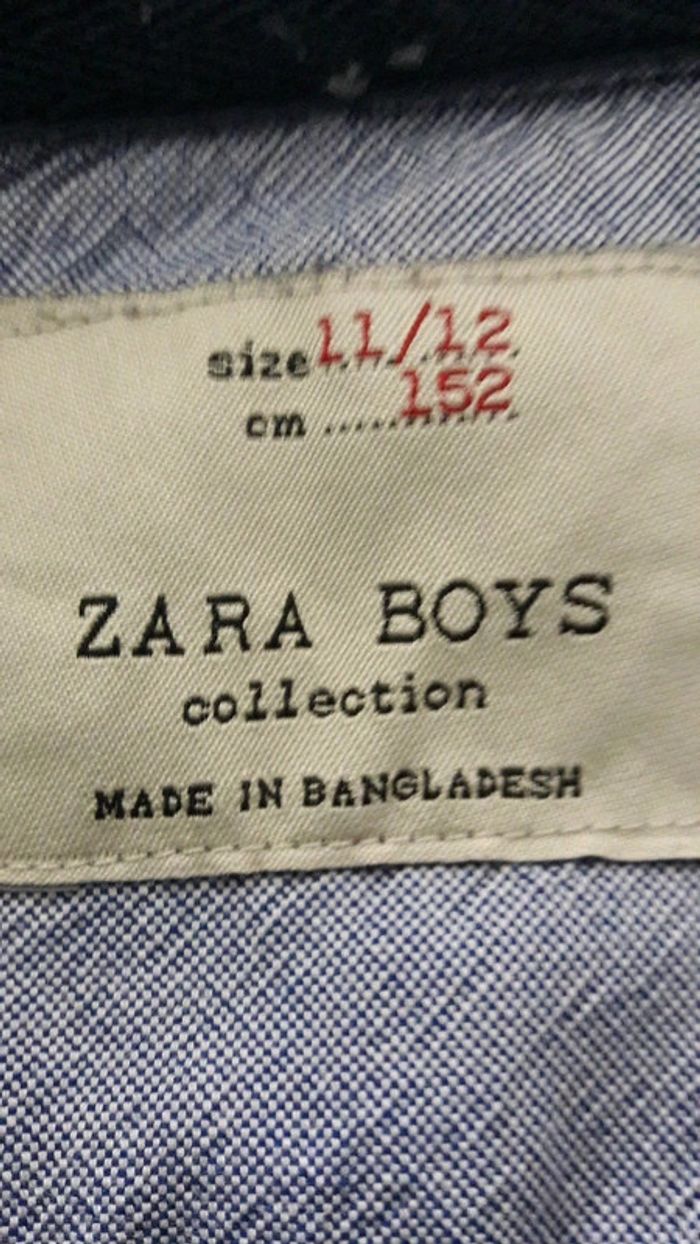 size 11/12
cm ............ 152
ZARA BOYS
collection
MADE IN BANGLADESH